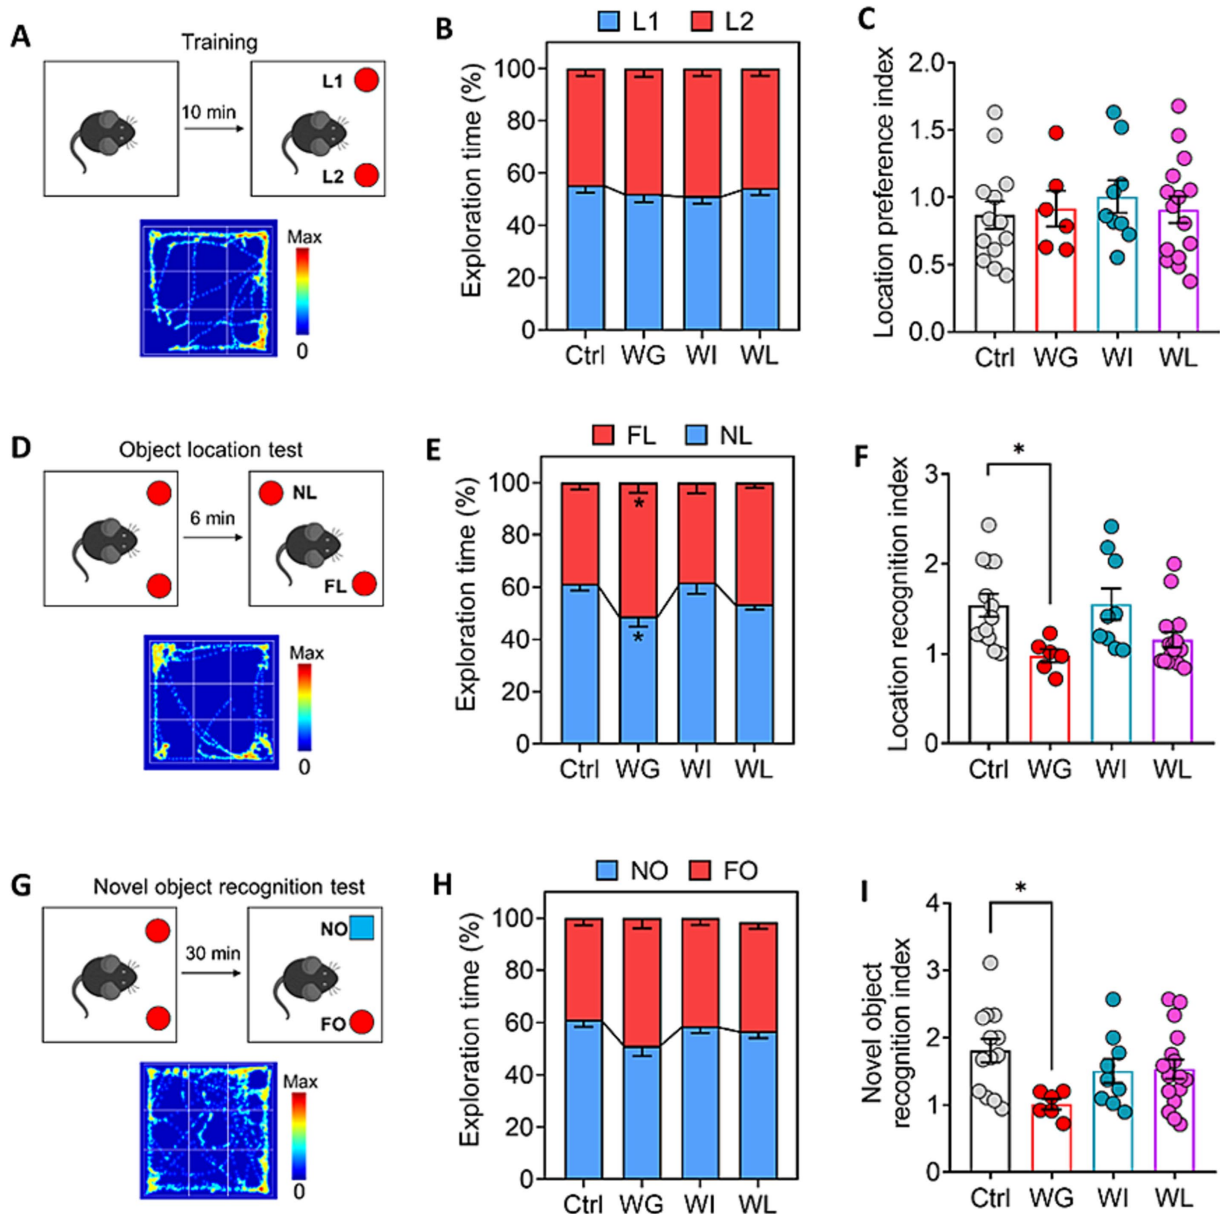 A
Training
10 min
L1
L2
Max
0
B
L1 L2
Exploration time (%)
100
80
60
40
20
0
Ctrl WG WI WL
C
Location preference index
2.0
1.5
1.0
0.5
0.0
Ctrl WG WI WL
D
Object location test
6 min
NL
FL
Max
0
E
FL NL
Exploration time (%)
100
80
60
40
20
0
*
*
Ctrl WG WI WL
F
Location recognition index
3
2
1
0
*
Ctrl WG WI WL
G
Novel object recognition test
30 min
NO
FO
Max
0
H
NO FO
Exploration time (%)
100
80
60
40
20
0
Ctrl WG WI WL
I
Novel object
recognition index
4
3
2
1
0
*
Ctrl WG WI WL